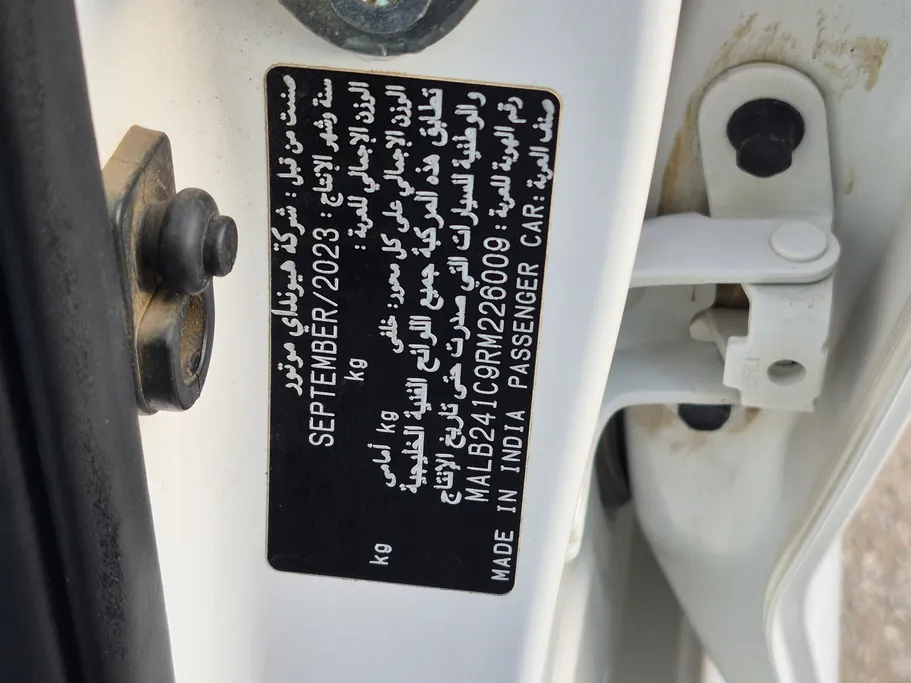 صنعت من قبل : شركة هيونداي موتور
سنة وشهر الإنتاج : SEPTEMBER/2023
الوزن الإجمالي للعربة : kg
الوزن الإجمالي على كل محور: خلفي kg أمامى kg
تطابق هذه المركبة جميع اللوائح الفنية الخليجية
والوطنية للسيارات التي صدرت حتى تاريخ الإنتاج
رقم الهوية للعربة : MALB241C9RM226009
صنف العربة: MADE IN INDIA PASSENGER CAR